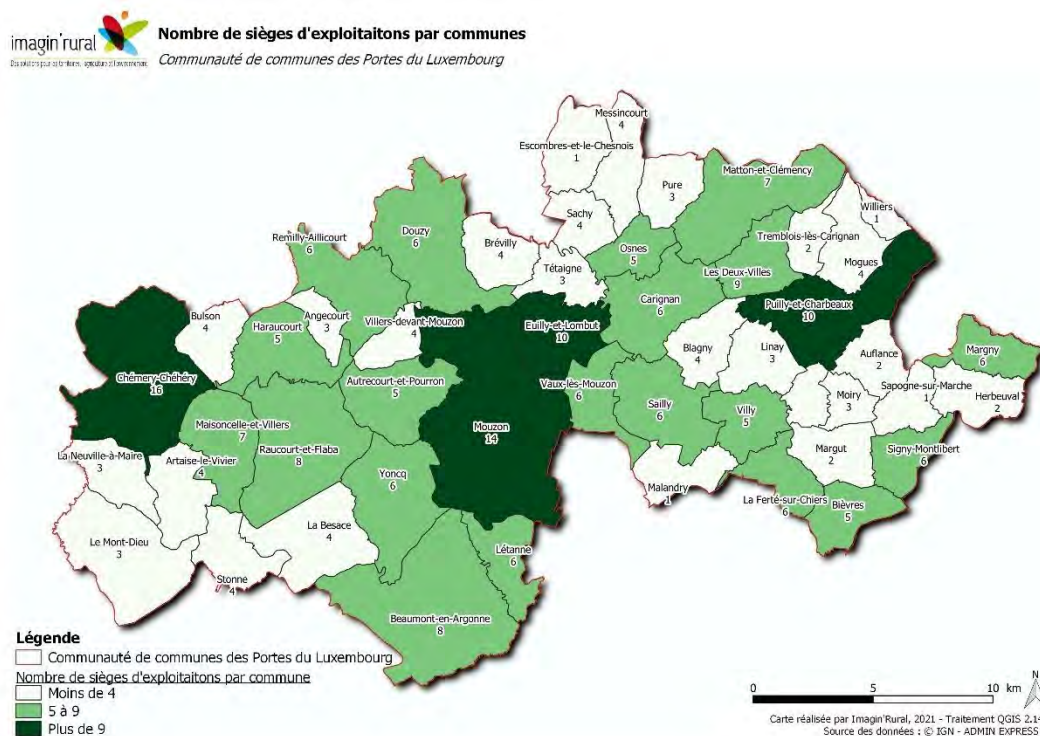 imagin'rural
Des solutions pour les territoires, agriculture et l'environnement
Nombre de sièges d'exploitaitons par communes
Communauté de communes des Portes du Luxembourg
Messincourt
4
Escombres-et-le-Chesnois
1
Matton-et-Clémency
7
Pure
3
Williers
1
Sachy
4
Douzy
6
Remilly-Aillicourt
6
Brévilly
4
Osnes
5
Tremblois-lès-Carignan
2
Mogues
4
Tétaigne
3
Les Deux-Villes
9
Carignan
6
Puilly-et-Charbeaux
10
Bulson
4
Angecourt
3
Haraucourt
5
Villers-devant-Mouzon
4
Euilly-et-Lombut
10
Blagny
4
Linay
3
Auflance
2
Margny
6
Chémery-Chéhéry
16
Autrecourt-et-Pourron
5
Vaux-lès-Mouzon
6
Sapogne-sur-Marche
1
Herbeuval
2
Moiry
3
Sailly
6
Villy
5
Mouzon
14
Maisoncelle-et-Villers
7
Raucourt-et-Flaba
8
La Neuville-à-Maire
3
Artaise-le-Vivier
4
Margut
2
Signy-Montlibert
6
Yoncq
6
Malandry
1
La Ferté-sur-Chiers
6
Bièvres
5
La Besace
4
Le Mont-Dieu
3
Létanne
6
Stonne
4
Beaumont-en-Argonne
8
Légende
Communauté de communes des Portes du Luxembourg
Nombre de sièges d'exploitaitons par commune
Moins de 4
5 à 9
Plus de 9
0 5 10 km
N
Carte réalisée par Imagin'Rural, 2021 - Traitement QGIS 2.14
Source des données : © IGN - ADMIN EXPRESS